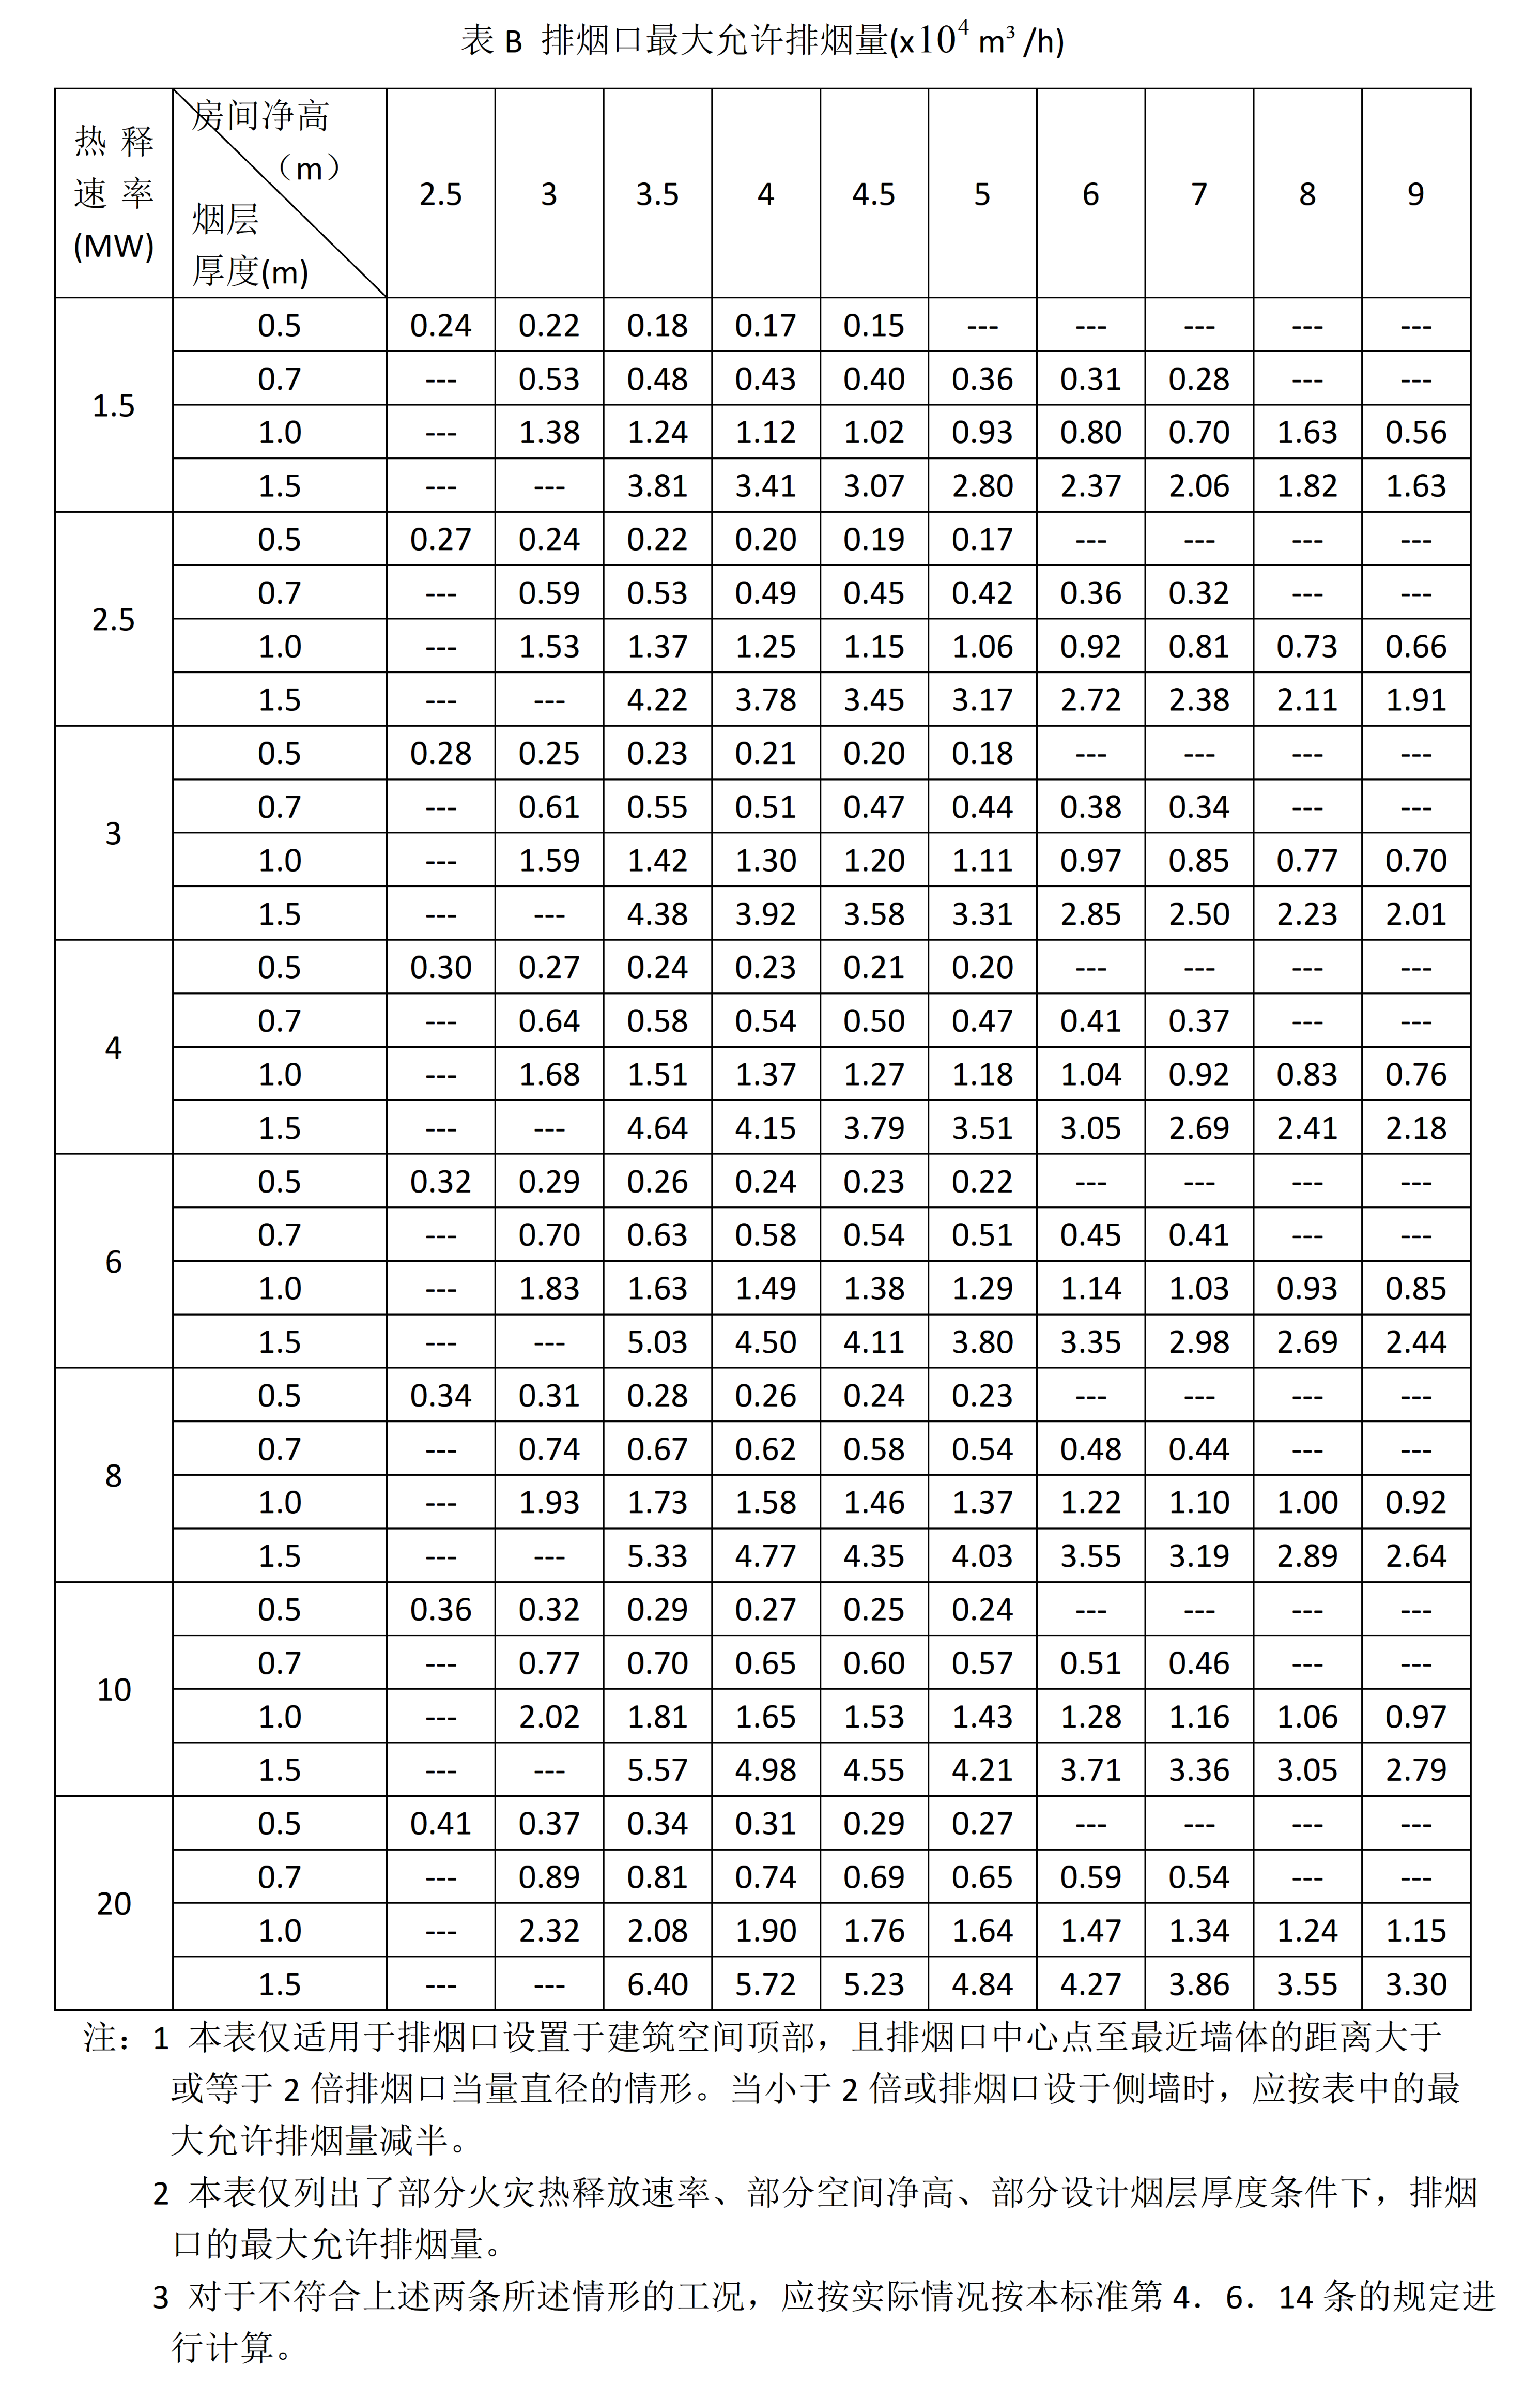 表 B 排烟口最大允许排烟量(x10⁴ m³ /h)
热 释 速 率 (MW) 房间净高 （m） 烟层 厚度(m) 2.5 3 3.5 4 4.5 5 6 7 8 9
1.5 0.5 0.24 0.22 0.18 0.17 0.15 --- --- --- --- ---
0.7 --- 0.53 0.48 0.43 0.40 0.36 0.31 0.28 --- ---
1.0 --- 1.38 1.24 1.12 1.02 0.93 0.80 0.70 1.63 0.56
1.5 --- --- 3.81 3.41 3.07 2.80 2.37 2.06 1.82 1.63
2.5 0.5 0.27 0.24 0.22 0.20 0.19 0.17 --- --- --- ---
0.7 --- 0.59 0.53 0.49 0.45 0.42 0.36 0.32 --- ---
1.0 --- 1.53 1.37 1.25 1.15 1.06 0.92 0.81 0.73 0.66
1.5 --- --- 4.22 3.78 3.45 3.17 2.72 2.38 2.11 1.91
3 0.5 0.28 0.25 0.23 0.21 0.20 0.18 --- --- --- ---
0.7 --- 0.61 0.55 0.51 0.47 0.44 0.38 0.34 --- ---
1.0 --- 1.59 1.42 1.30 1.20 1.11 0.97 0.85 0.77 0.70
1.5 --- --- 4.38 3.92 3.58 3.31 2.85 2.50 2.23 2.01
4 0.5 0.30 0.27 0.24 0.23 0.21 0.20 --- --- --- ---
0.7 --- 0.64 0.58 0.54 0.50 0.47 0.41 0.37 --- ---
1.0 --- 1.68 1.51 1.37 1.27 1.18 1.04 0.92 0.83 0.76
1.5 --- --- 4.64 4.15 3.79 3.51 3.05 2.69 2.41 2.18
6 0.5 0.32 0.29 0.26 0.24 0.23 0.22 --- --- --- ---
0.7 --- 0.70 0.63 0.58 0.54 0.51 0.45 0.41 --- ---
1.0 --- 1.83 1.63 1.49 1.38 1.29 1.14 1.03 0.93 0.85
1.5 --- --- 5.03 4.50 4.11 3.80 3.35 2.98 2.69 2.44
8 0.5 0.34 0.31 0.28 0.26 0.24 0.23 --- --- --- ---
0.7 --- 0.74 0.67 0.62 0.58 0.54 0.48 0.44 --- ---
1.0 --- 1.93 1.73 1.58 1.46 1.37 1.22 1.10 1.00 0.92
1.5 --- --- 5.33 4.77 4.35 4.03 3.55 3.19 2.89 2.64
10 0.5 0.36 0.32 0.29 0.27 0.25 0.24 --- --- --- ---
0.7 --- 0.77 0.70 0.65 0.60 0.57 0.51 0.46 --- ---
1.0 --- 2.02 1.81 1.65 1.53 1.43 1.28 1.16 1.06 0.97
1.5 --- --- 5.57 4.98 4.55 4.21 3.71 3.36 3.05 2.79
20 0.5 0.41 0.37 0.34 0.31 0.29 0.27 --- --- --- ---
0.7 --- 0.89 0.81 0.74 0.69 0.65 0.59 0.54 --- ---
1.0 --- 2.32 2.08 1.90 1.76 1.64 1.47 1.34 1.24 1.15
1.5 --- --- 6.40 5.72 5.23 4.84 4.27 3.86 3.55 3.30
注：1 本表仅适用于排烟口设置于建筑空间顶部，且排烟口中心点至最近墙体的距离大于
或等于 2 倍排烟口当量直径的情形。当小于 2 倍或排烟口设于侧墙时，应按表中的最
大允许排烟量减半。
2 本表仅列出了部分火灾热释放速率、部分空间净高、部分设计烟层厚度条件下，排烟
口的最大允许排烟量。
3 对于不符合上述两条所述情形的工况，应按实际情况按本标准第 4．6．14 条的规定进
行计算。